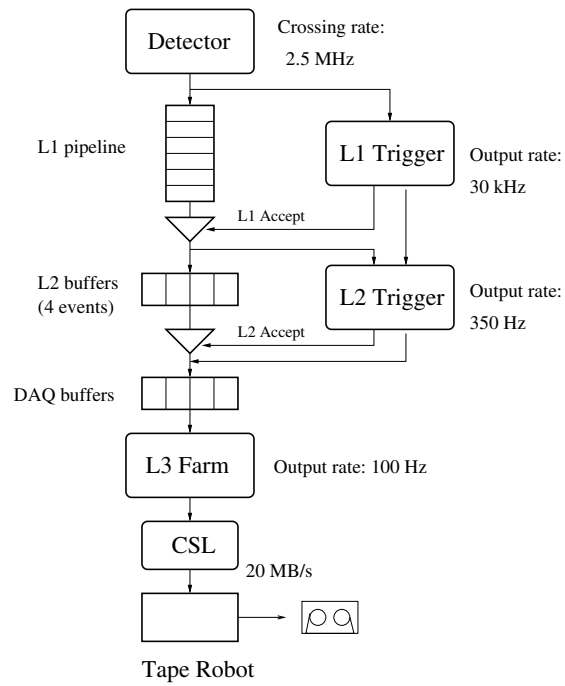 Detector
Crossing rate:
2.5 MHz
L1 pipeline
L1 Trigger
Output rate:
30 kHz
L1 Accept
L2 buffers
(4 events)
L2 Trigger
Output rate:
350 Hz
L2 Accept
DAQ buffers
L3 Farm
Output rate: 100 Hz
CSL
20 MB/s
Tape Robot